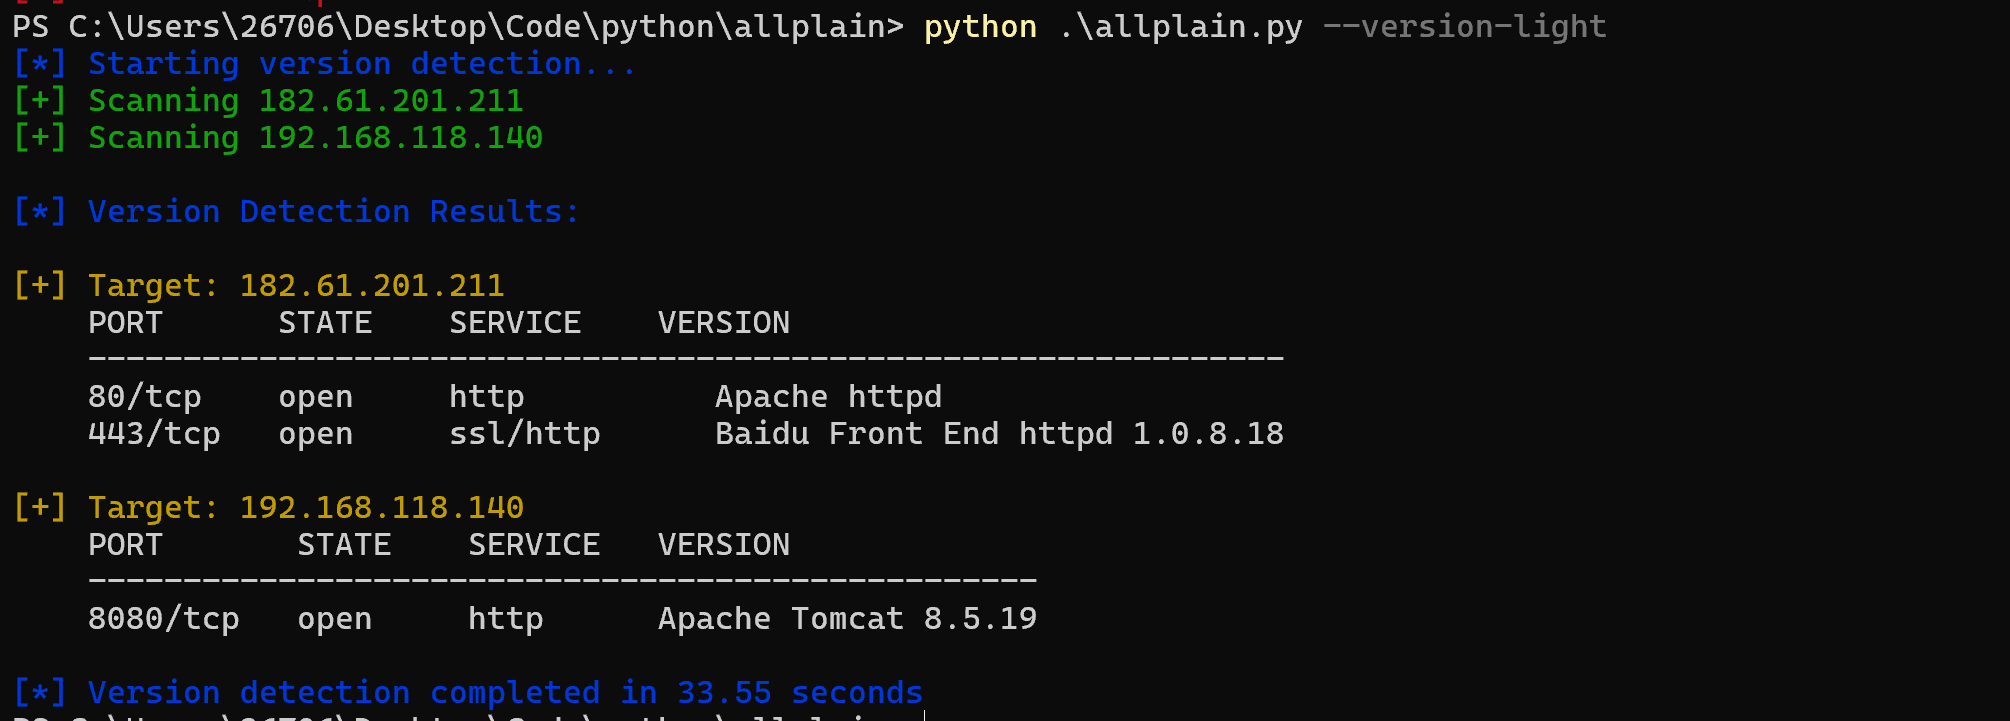 PS C:\Users\26706\Desktop\Code\python\allplain> python .\allplain.py --version-light
[*] Starting version detection...
[+] Scanning 182.61.201.211
[+] Scanning 192.168.118.140
[*] Version Detection Results:
[+] Target: 182.61.201.211
PORT      STATE    SERVICE    VERSION
---------------------------------------------------------------
80/tcp    open     http          Apache httpd
443/tcp   open     ssl/http      Baidu Front End httpd 1.0.8.18
[+] Target: 192.168.118.140
PORT       STATE    SERVICE   VERSION
--------------------------------------------------
8080/tcp   open     http      Apache Tomcat 8.5.19
[*] Version detection completed in 33.55 seconds